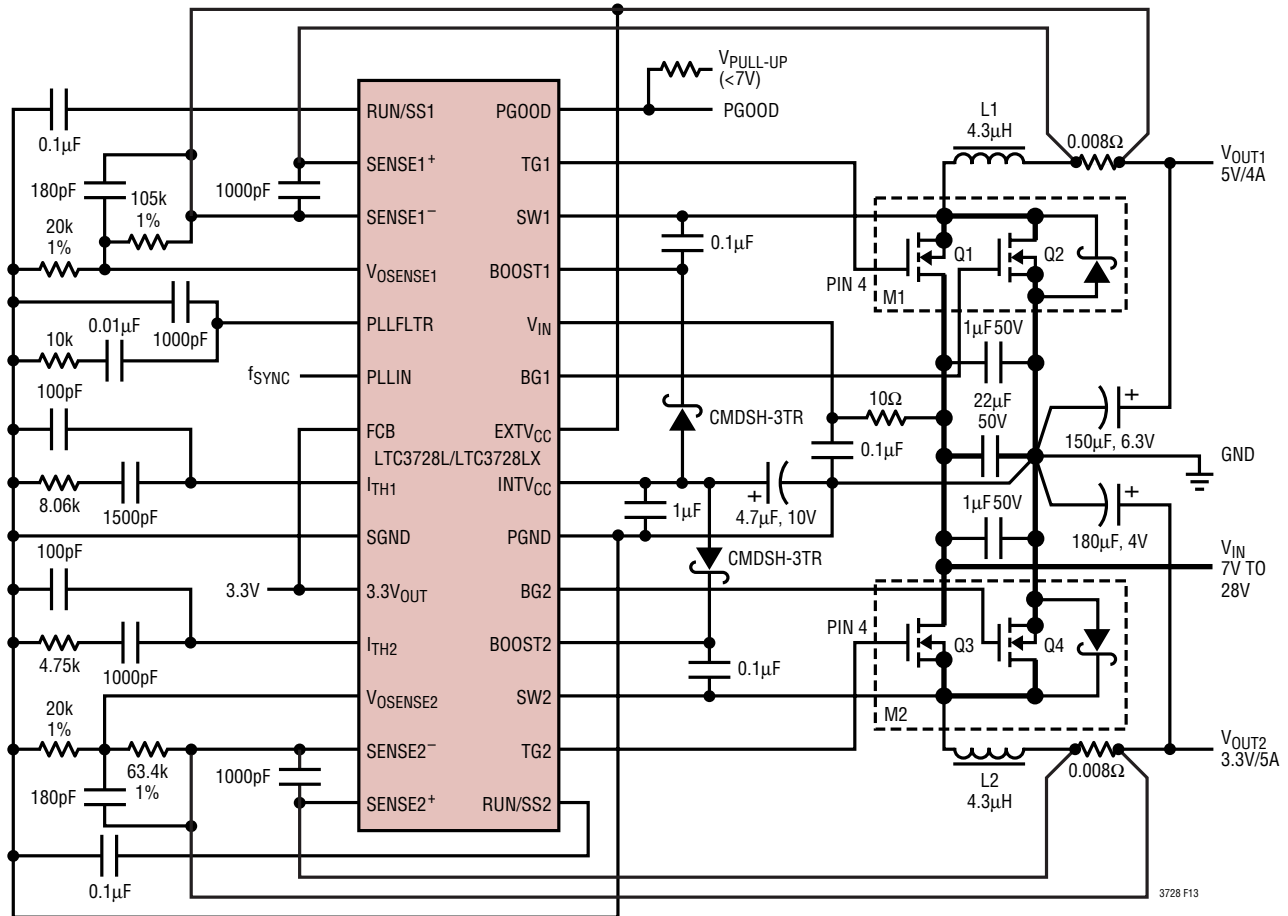 V_PULL-UP
(<7V)
PGOOD
RUN/SS1
SENSE1+
SENSE1−
V_OSENSE1
PLLFLTR
PLLIN
FCB
I_TH1
SGND
3.3V_OUT
I_TH2
V_OSENSE2
SENSE2−
SENSE2+
PGOOD
TG1
SW1
BOOST1
V_IN
BG1
EXTV_CC
LTC3728L/LTC3728LX
INTV_CC
PGND
BG2
BOOST2
SW2
TG2
RUN/SS2
0.1µF
180pF
105k
1%
1000pF
20k
1%
0.01µF
1000pF
10k
f_SYNC
100pF
8.06k
1500pF
100pF
3.3V
4.75k
1000pF
20k
1%
63.4k
1%
180pF
1000pF
0.1µF
0.1µF
CMDSH-3TR
10Ω
0.1µF
1µF
4.7µF, 10V
+
CMDSH-3TR
0.1µF
L1
4.3µH
0.008Ω
V_OUT1
5V/4A
Q1
Q2
PIN 4
M1
1µF 50V
22µF
50V
+
150µF, 6.3V
GND
1µF 50V
+
180µF, 4V
V_IN
7V TO
28V
PIN 4
Q3
Q4
M2
L2
4.3µH
0.008Ω
V_OUT2
3.3V/5A
3728 F13